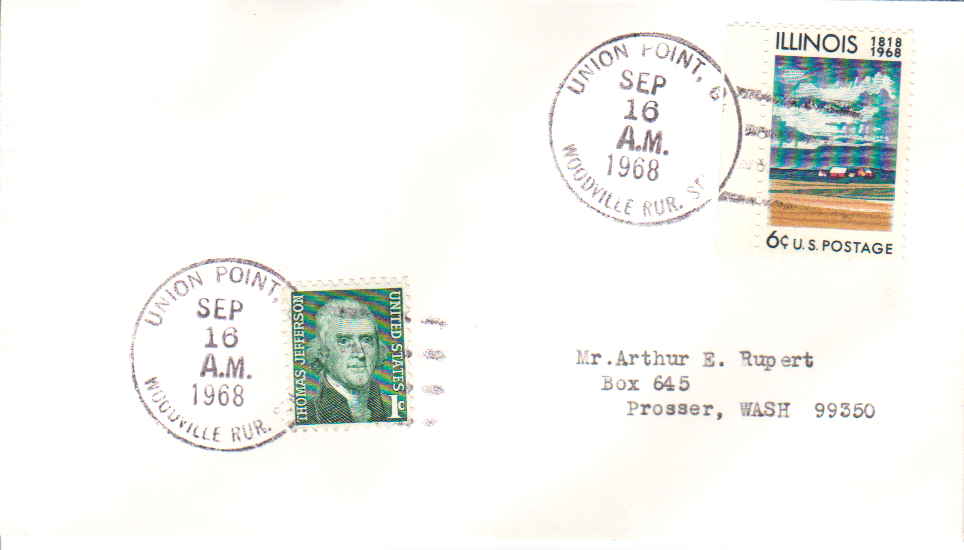 UNION POINT, G
SEP
16
A.M.
1968
WOODVILLE RUR.
ILLINOIS 1818
1968
6¢ U.S. POSTAGE
UNION POINT,
SEP
16
A.M.
1968
WOODVILLE RUR.
THOMAS JEFFERSON
UNITED STATES
1¢
Mr.Arthur E. Rupert
Box 645
Prosser, WASH 99350